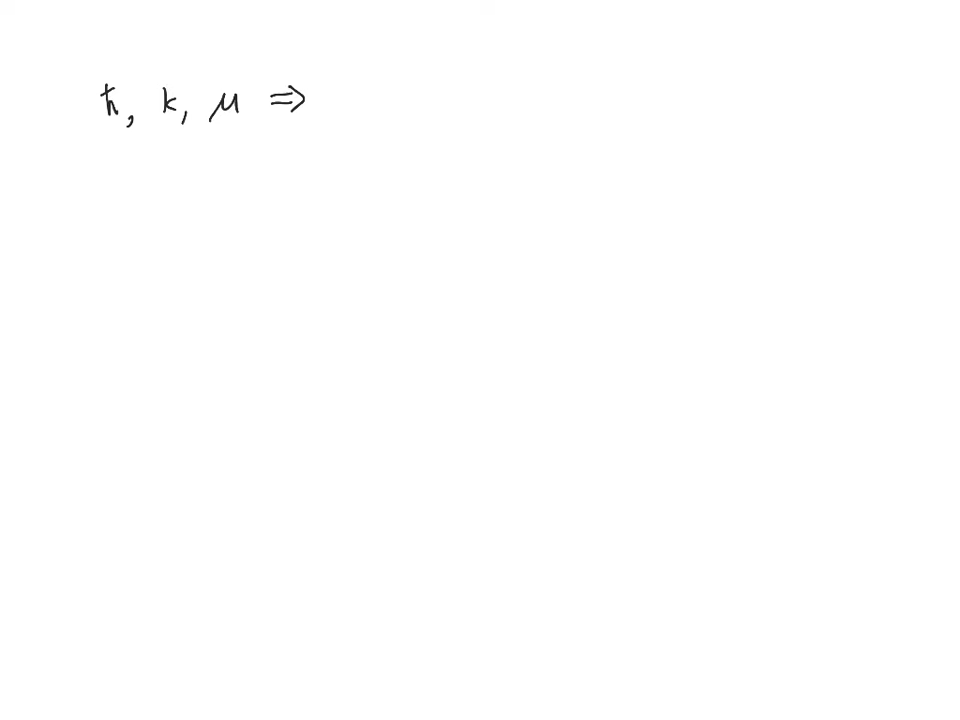 ħ, k, μ ⇒